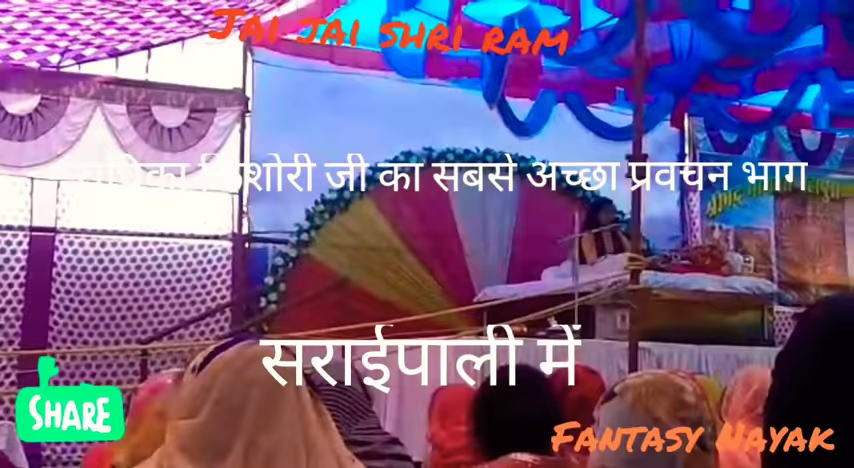 Jai jai shri ram
राधिका किशोरी जी का सबसे अच्छा प्रवचन भाग
सराईपाली में
SHARE
Fantasy Nayak